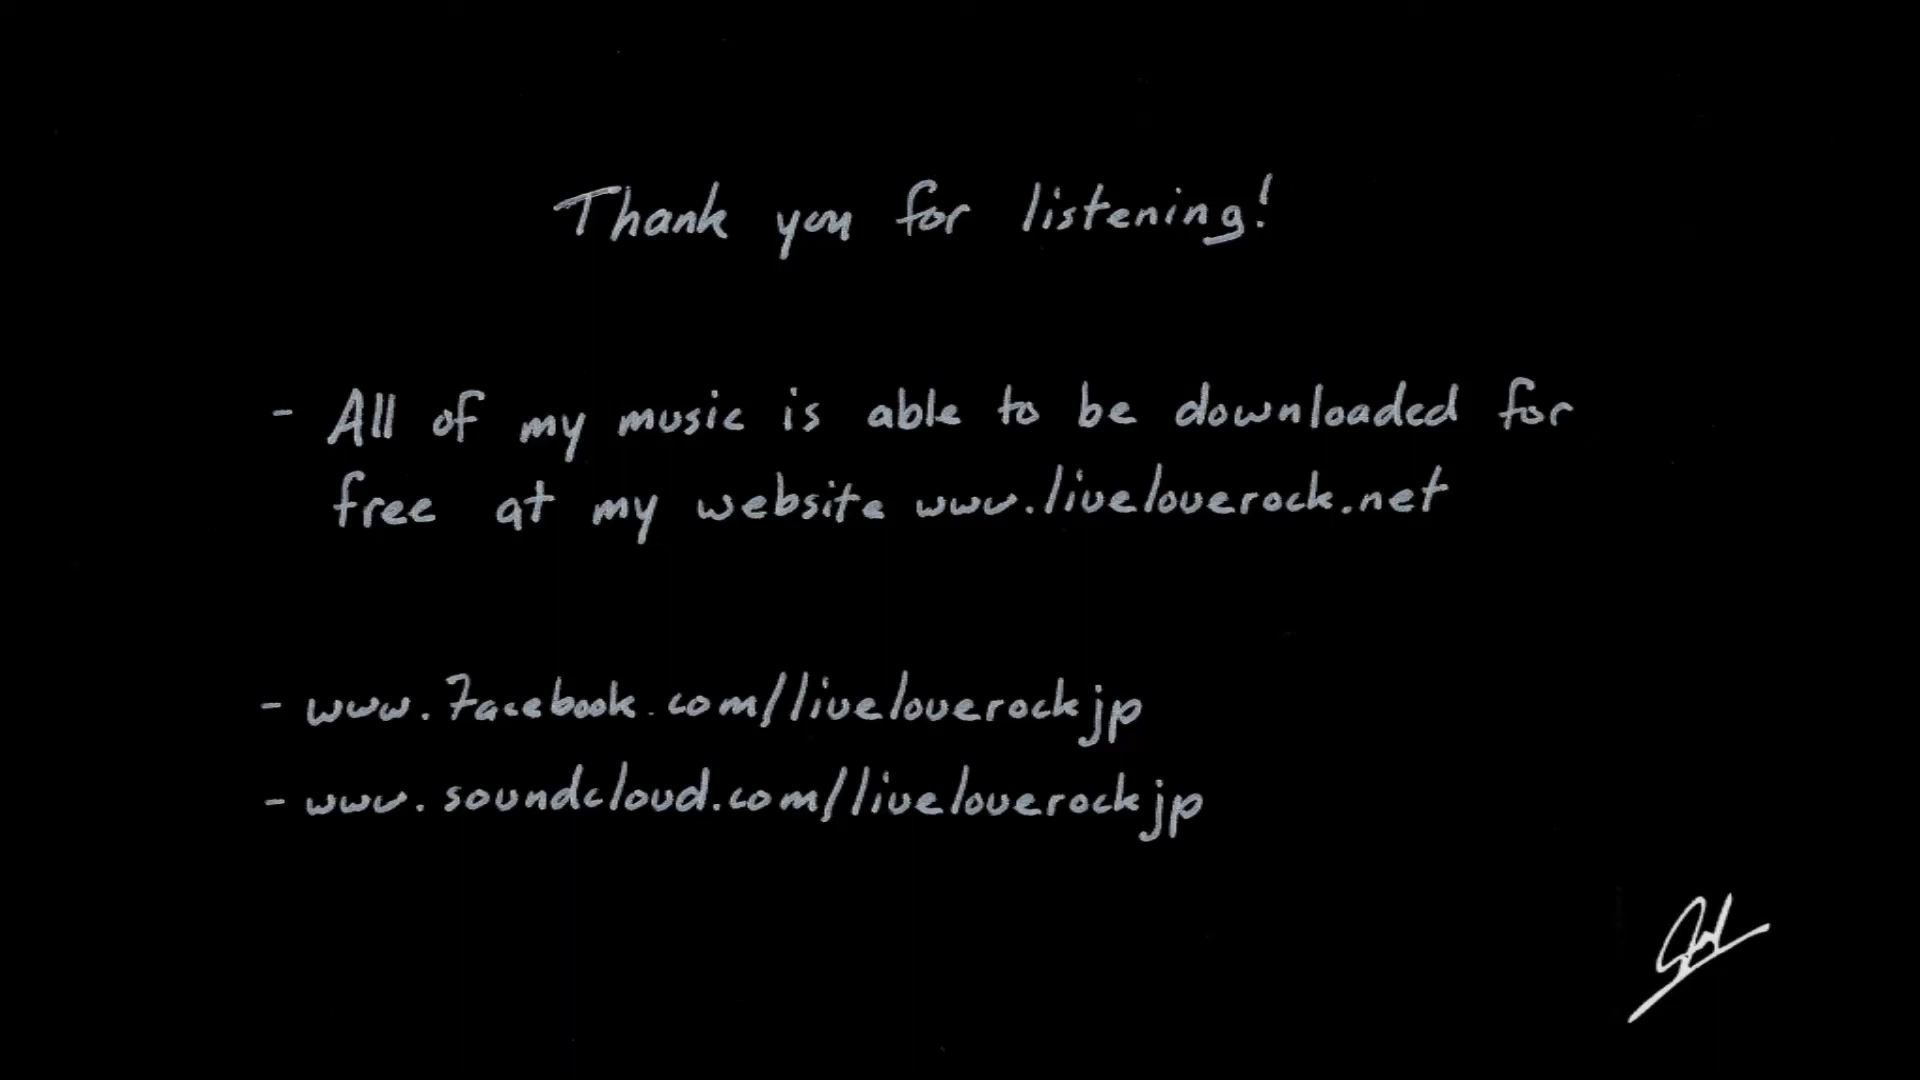 Thank you for listening!
- All of my music is able to be downloaded for
free at my website www.liveloverock.net
- www.Facebook.com/liveloverockjp
- www.soundcloud.com/liveloverockjp